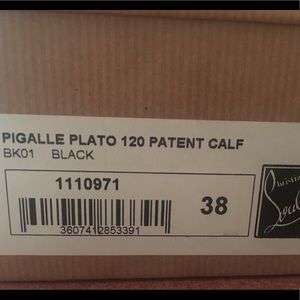 PIGALLE PLATO 120 PATENT CALF
BK01 BLACK
1110971
38
3607412853391